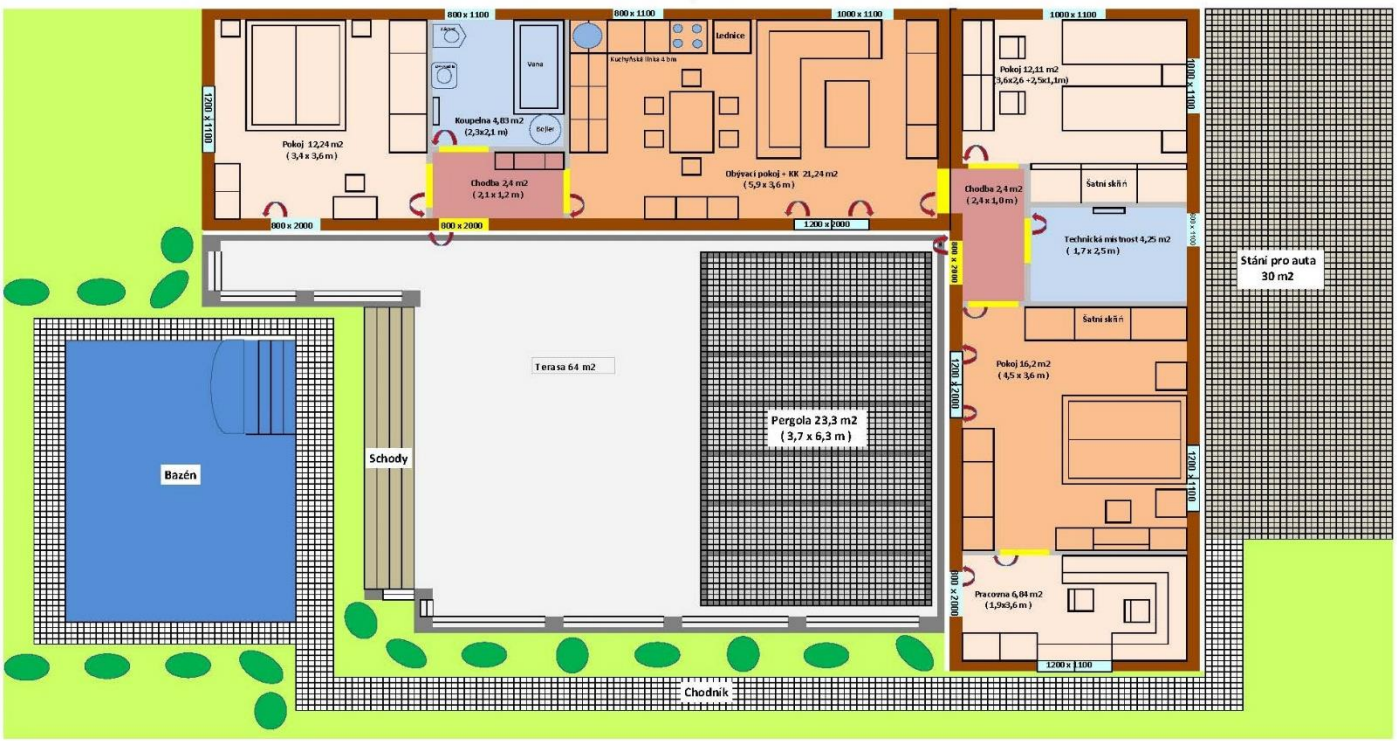 800 x 1100
800 x 1100
1000 x 1100
1000 x 1100
Lednice
Kuchyňská linka 4 bm
Vana
Bojler
Koupelna 4,83 m2
(2,3x2,1 m)
1200 x 1100
Pokoj 12,24 m2
( 3,4 x 3,6 m )
Chodba 2,4 m2
( 2,1 x 1,2 m )
Obývací pokoj + KK 21,24 m2
( 5,9 x 3,6 m )
Pokoj 12,11 m2
(3,6x2,6 +2,5x1,1m)
1000 x 1100
Chodba 2,4 m2
( 2,4 x 1,0 m )
Šatní skříň
Technická místnost 4,25 m2
( 1,7 x 2,5 m )
800 x 1100
800 x 2000
800 x 2000
1200 x 2000
800 x 2000
Stání pro auta
30 m2
Šatní skříň
Terasa 64 m2
Pokoj 16,2 m2
( 4,5 x 3,6 m )
1200 x 2000
Pergola 23,3 m2
( 3,7 x 6,3 m )
Schody
Bazén
1200 x 1100
800 x 2000
Pracovna 6,84 m2
( 1,9x3,6 m )
1200 x 1100
Chodník